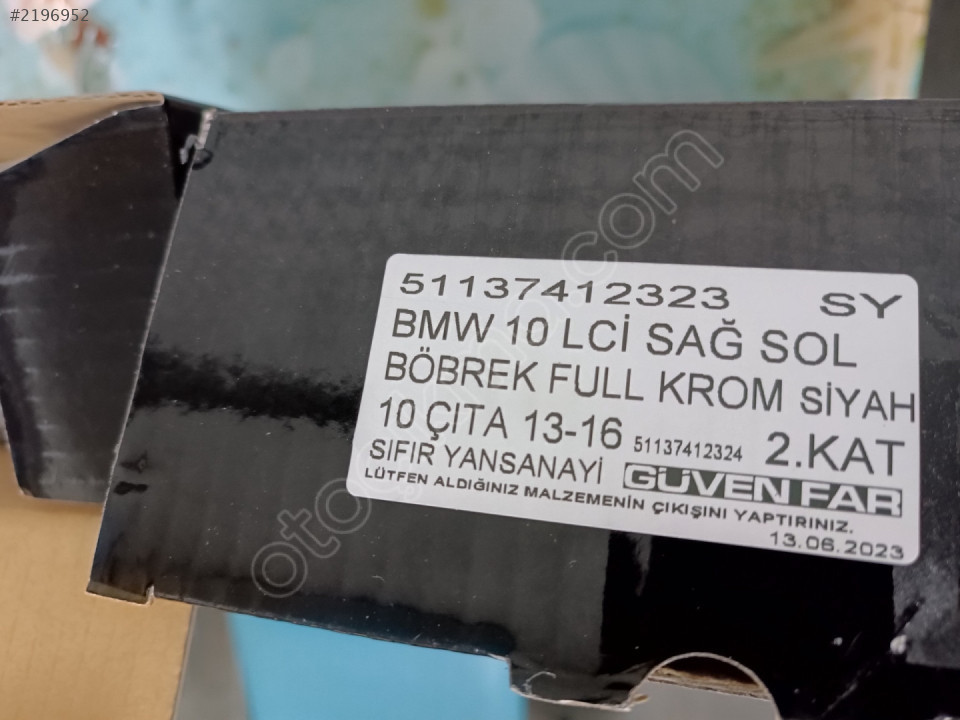 #2196952
51137412323 SY
BMW 10 LCİ SAĞ SOL
BÖBREK FULL KROM SİYAH
10 ÇITA 13-16 51137412324 2.KAT
SIFIR YANSANAYİ GÜVEN FAR
LÜTFEN ALDIĞINIZ MALZEMENİN ÇIKIŞINI YAPTIRINIZ.
13.06.2023